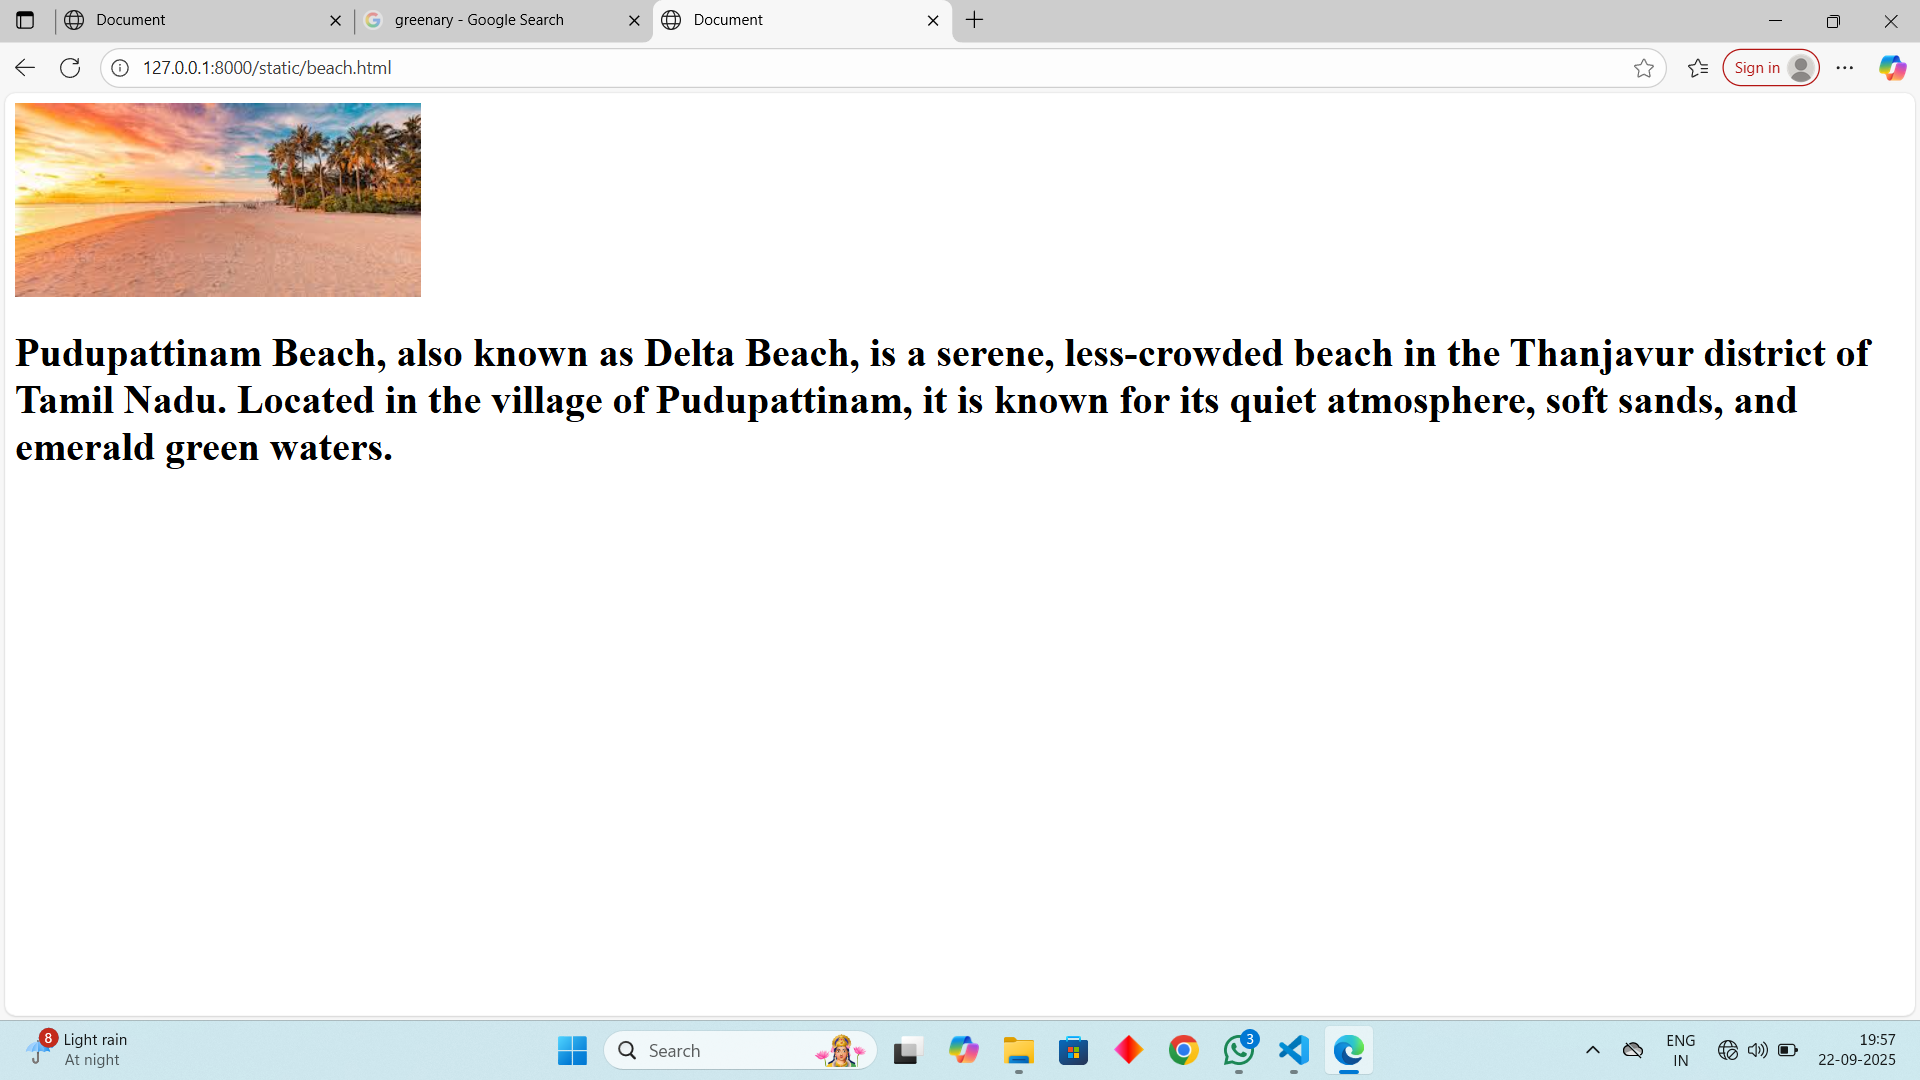 Document
greenary - Google Search
Document
127.0.0.1:8000/static/beach.html
Sign in
Pudupattinam Beach, also known as Delta Beach, is a serene, less-crowded beach in the Thanjavur district of
Tamil Nadu. Located in the village of Pudupattinam, it is known for its quiet atmosphere, soft sands, and
emerald green waters.
8
Light rain
At night
Search
3
ENG
IN
19:57
22-09-2025